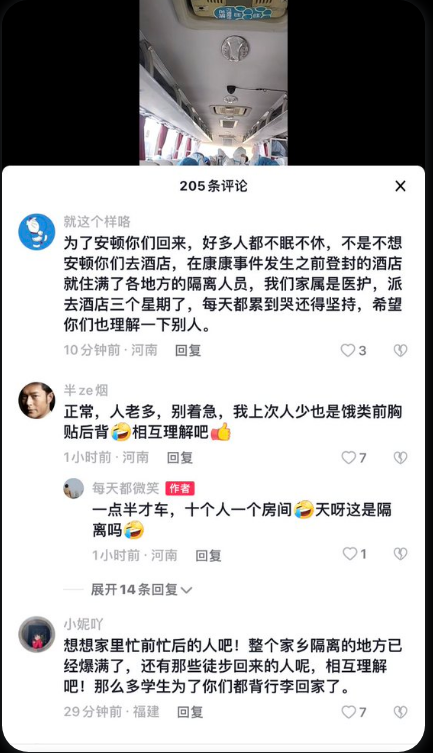 205条评论
就这个样咯
为了安顿你们回来，好多人都不眠不休，不是不想
安顿你们去酒店，在康康事件发生之前登封的酒店
就住满了各地方的隔离人员，我们家属是医护，派
去酒店三个星期了，每天都累到哭还得坚持，希望
你们也理解一下别人。
10分钟前·河南 回复 3
半ze烟
正常，人老多，别着急，我上次人少也是饿类前胸
贴后背🤣相互理解吧👍
1小时前·河南 回复 7
每天都微笑 作者
一点半才车，十个人一个房间🤣天呀这是隔
离吗🤣
1小时前·河南 回复 1
展开14条回复
小妮吖
想想家里忙前忙后的人吧！整个家乡隔离的地方已
经爆满了，还有那些徒步回来的人呢，相互理解
吧！那么多学生为了你们都背行李回家了。
29分钟前·福建 回复 7